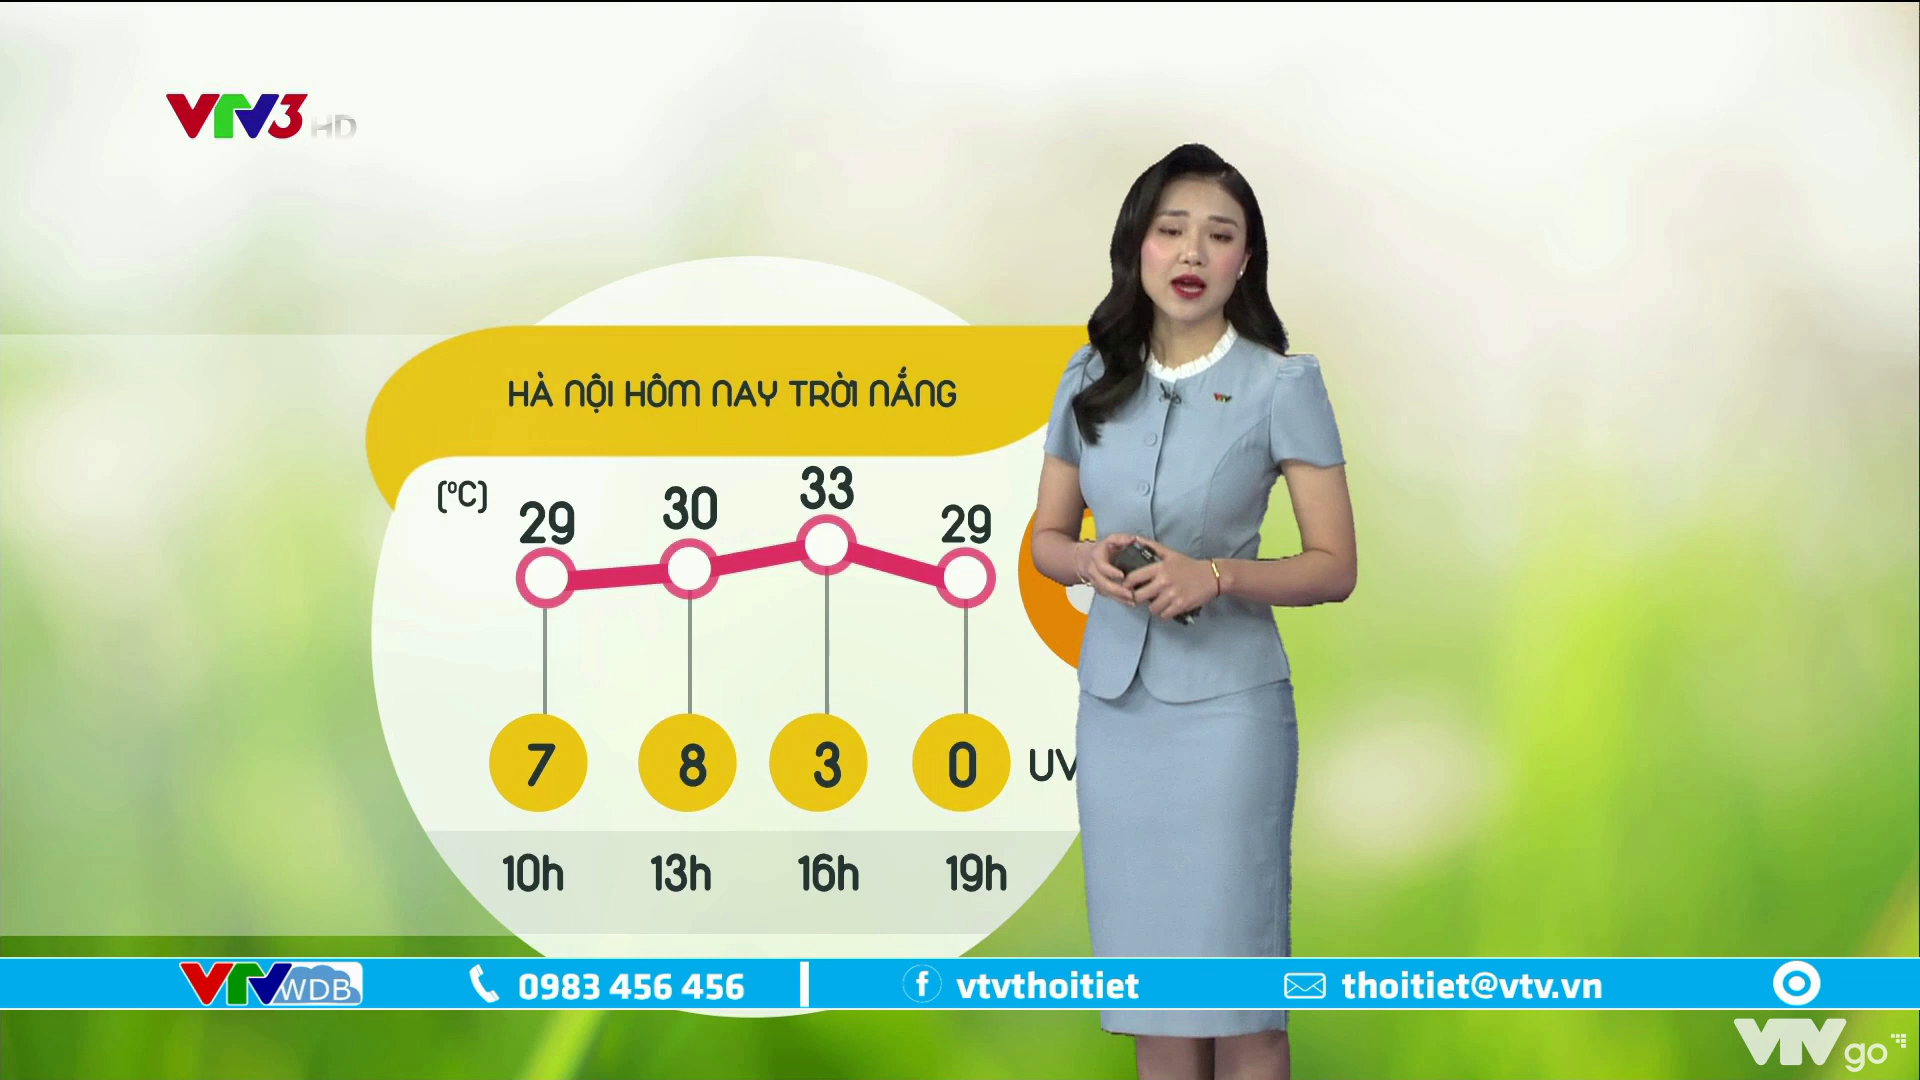 VTV3 HD
HÀ NỘI HÔM NAY TRỜI NẮNG
(°C)
29 30 33 29
7 8 3 0 UV
10h 13h 16h 19h
VTV WDB 0983 456 456 vtvthoitiet thoitiet@vtv.vn
VTV go
VTV